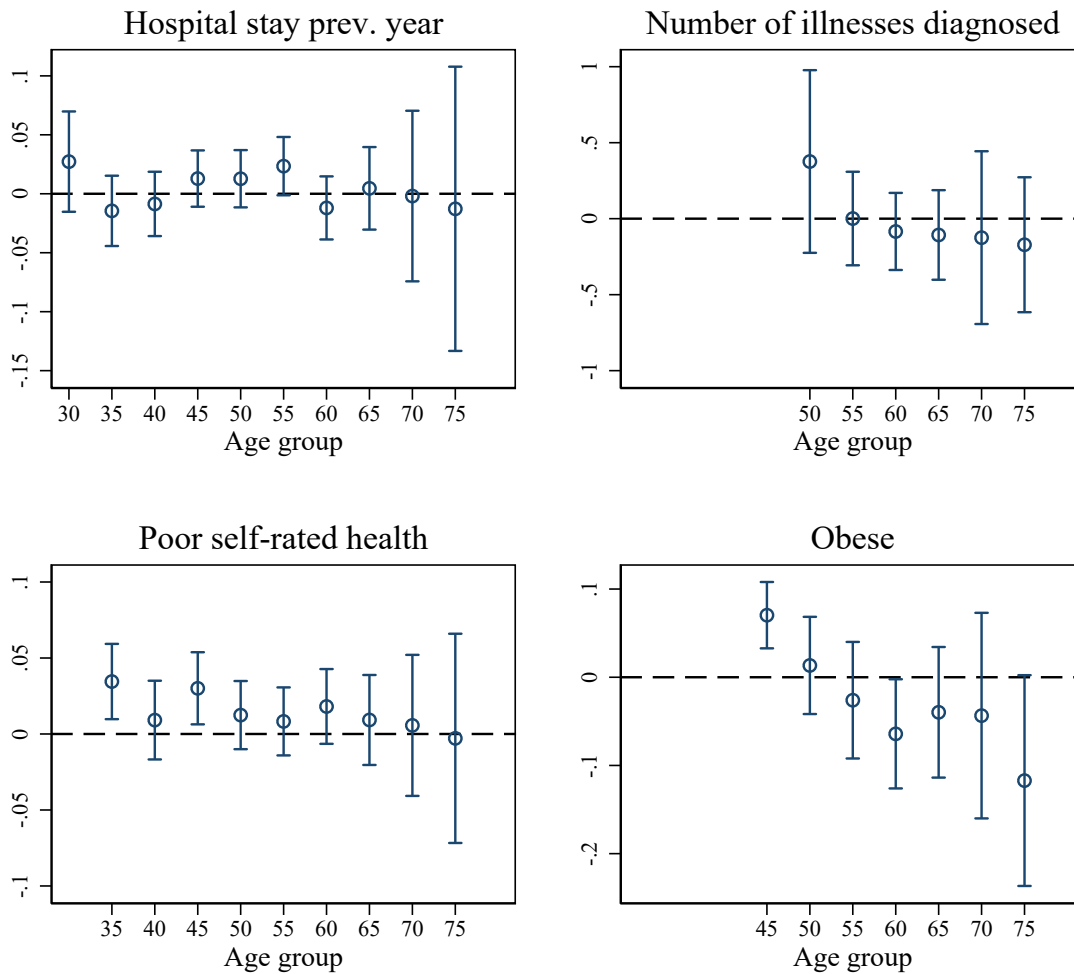 Hospital stay prev. year
.1
.05
0
-.05
-.1
-.15
30 35 40 45 50 55 60 65 70 75
Age group
Number of illnesses diagnosed
1
.5
0
-.5
-1
50 55 60 65 70 75
Age group
Poor self-rated health
.1
.05
0
-.05
-.1
35 40 45 50 55 60 65 70 75
Age group
Obese
.1
0
-.1
-.2
45 50 55 60 65 70 75
Age group